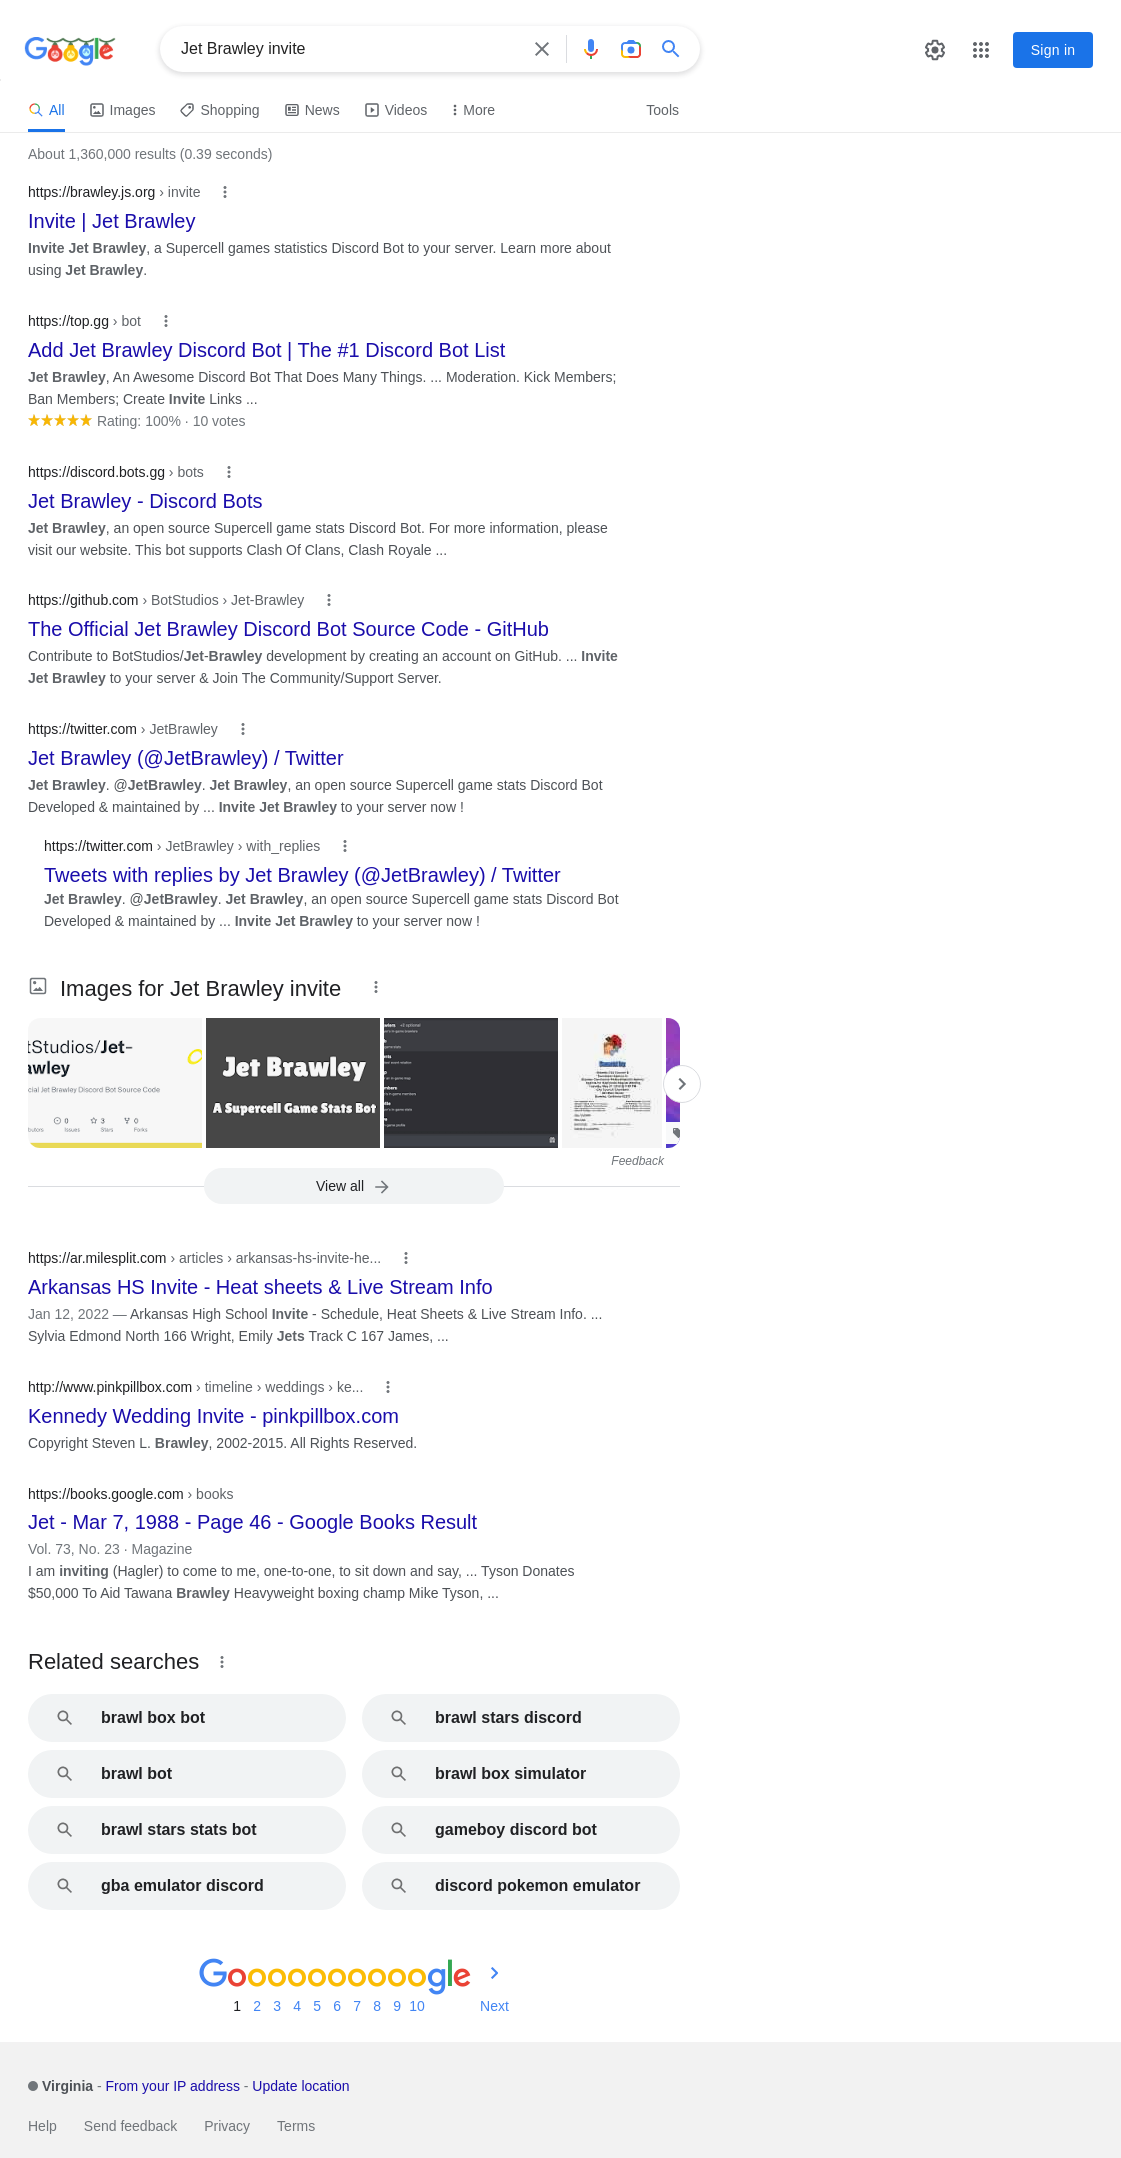 Google
Jet Brawley invite
Sign in
All
Images
Shopping
News
Videos
More
Tools
About 1,360,000 results (0.39 seconds)
https://brawley.js.org › invite
Invite | Jet Brawley
Invite Jet Brawley, a Supercell games statistics Discord Bot to your server. Learn more about
using Jet Brawley.
https://top.gg › bot
Add Jet Brawley Discord Bot | The #1 Discord Bot List
Jet Brawley, An Awesome Discord Bot That Does Many Things. ... Moderation. Kick Members;
Ban Members; Create Invite Links ...
Rating: 100% · 10 votes
https://discord.bots.gg › bots
Jet Brawley - Discord Bots
Jet Brawley, an open source Supercell game stats Discord Bot. For more information, please
visit our website. This bot supports Clash Of Clans, Clash Royale ...
https://github.com › BotStudios › Jet-Brawley
The Official Jet Brawley Discord Bot Source Code - GitHub
Contribute to BotStudios/Jet-Brawley development by creating an account on GitHub. ... Invite
Jet Brawley to your server & Join The Community/Support Server.
https://twitter.com › JetBrawley
Jet Brawley (@JetBrawley) / Twitter
Jet Brawley. @JetBrawley. Jet Brawley, an open source Supercell game stats Discord Bot
Developed & maintained by ... Invite Jet Brawley to your server now !
https://twitter.com › JetBrawley › with_replies
Tweets with replies by Jet Brawley (@JetBrawley) / Twitter
Jet Brawley. @JetBrawley. Jet Brawley, an open source Supercell game stats Discord Bot
Developed & maintained by ... Invite Jet Brawley to your server now !
Images for Jet Brawley invite
tStudios/Jet-
awley
cial Jet Brawley Discord Bot Source Code
0
3
0
Issues
Stars
Forks
Jet Brawley
A Supercell Game Stats Bot
Feedback
View all
https://ar.milesplit.com › articles › arkansas-hs-invite-he...
Arkansas HS Invite - Heat sheets & Live Stream Info
Jan 12, 2022 — Arkansas High School Invite - Schedule, Heat Sheets & Live Stream Info. ...
Sylvia Edmond North 166 Wright, Emily Jets Track C 167 James, ...
http://www.pinkpillbox.com › timeline › weddings › ke...
Kennedy Wedding Invite - pinkpillbox.com
Copyright Steven L. Brawley, 2002-2015. All Rights Reserved.
https://books.google.com › books
Jet - Mar 7, 1988 - Page 46 - Google Books Result
Vol. 73, No. 23 · Magazine
I am inviting (Hagler) to come to me, one-to-one, to sit down and say, ... Tyson Donates
$50,000 To Aid Tawana Brawley Heavyweight boxing champ Mike Tyson, ...
Related searches
brawl box bot
brawl stars discord
brawl bot
brawl box simulator
brawl stars stats bot
gameboy discord bot
gba emulator discord
discord pokemon emulator
Goooooooooogle
1 2 3 4 5 6 7 8 9 10 Next
Virginia - From your IP address - Update location
Help Send feedback Privacy Terms